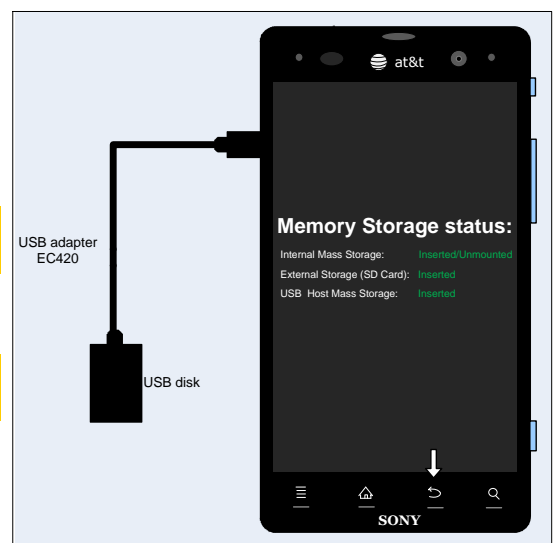 at&t
Memory Storage status:
Internal Mass Storage: Inserted/Unmounted
External Storage (SD Card): Inserted
USB Host Mass Storage: Inserted
USB adapter
EC420
USB disk
SONY